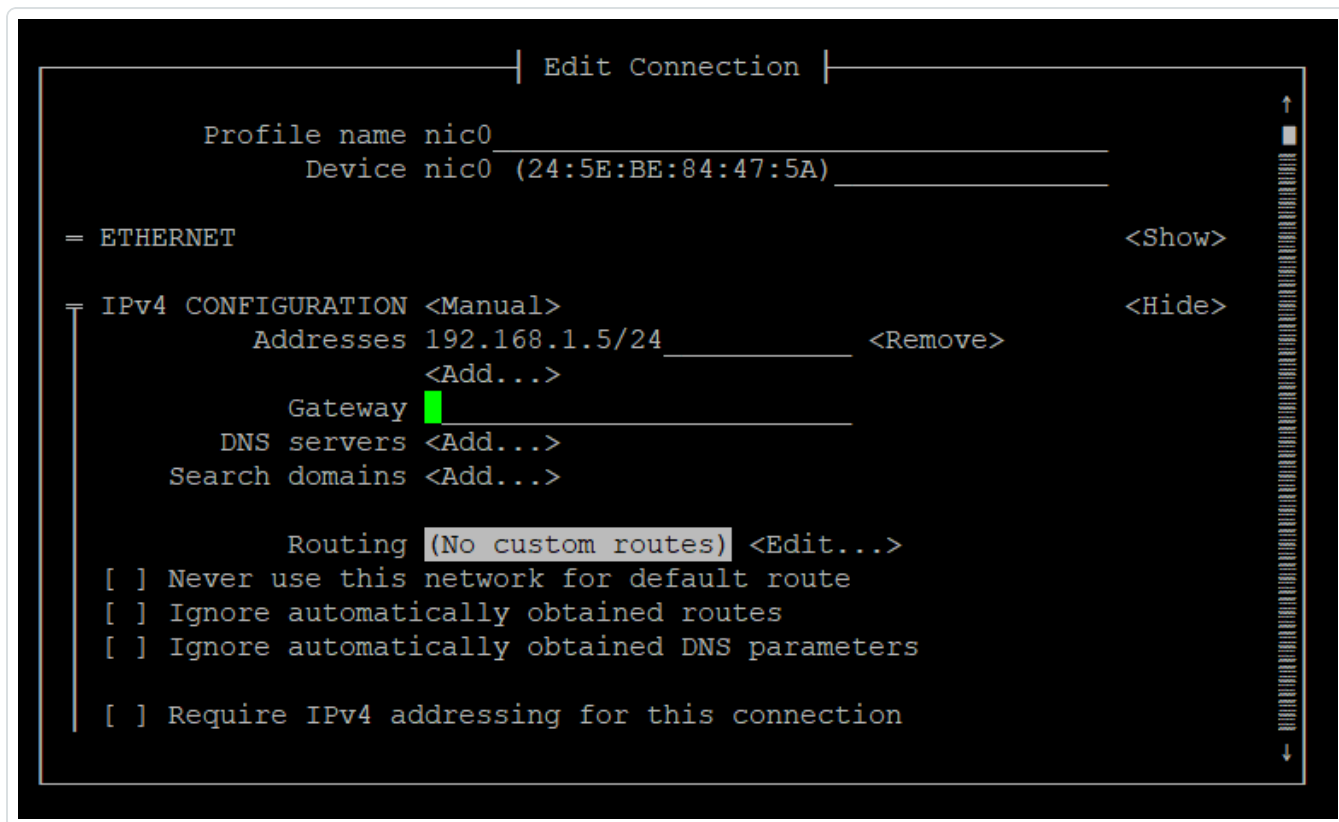 Edit Connection
Profile name nic0
Device nic0 (24:5E:BE:84:47:5A)
= ETHERNET <Show>
IPv4 CONFIGURATION <Manual> <Hide>
Addresses 192.168.1.5/24 <Remove>
<Add...>
Gateway
DNS servers <Add...>
Search domains <Add...>
Routing (No custom routes) <Edit...>
[ ] Never use this network for default route
[ ] Ignore automatically obtained routes
[ ] Ignore automatically obtained DNS parameters
[ ] Require IPv4 addressing for this connection